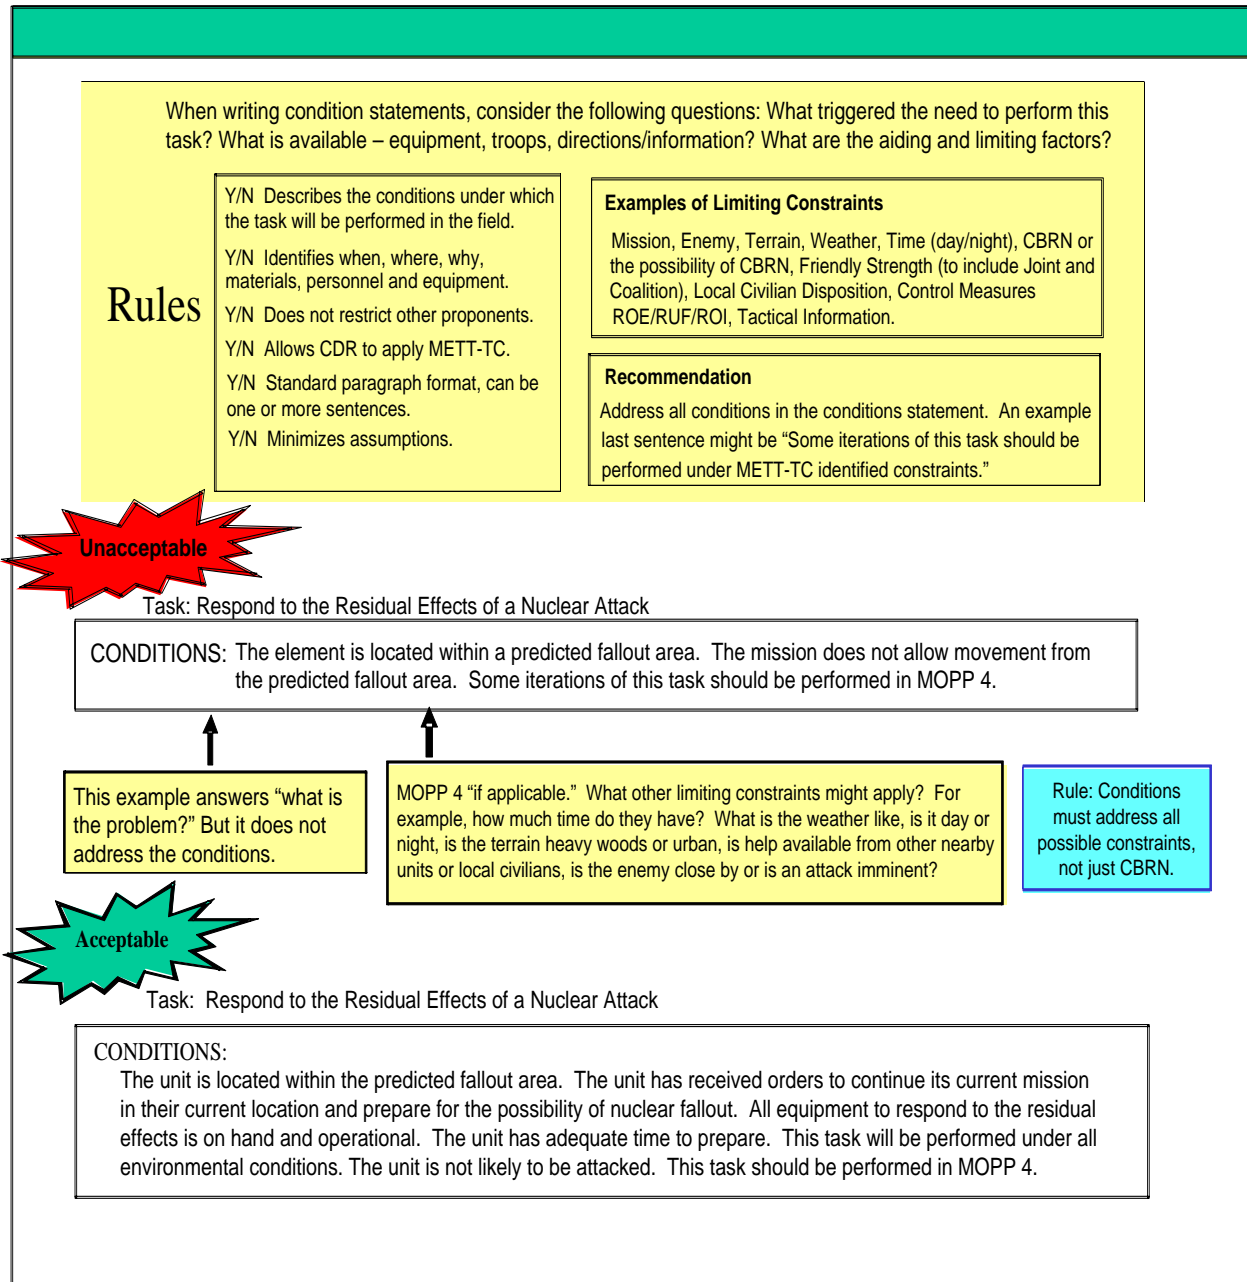 When writing condition statements, consider the following questions: What triggered the need to perform this
task? What is available – equipment, troops, directions/information? What are the aiding and limiting factors?
Rules
Y/N  Describes the conditions under which
the task will be performed in the field.
Y/N  Identifies when, where, why,
materials, personnel and equipment.
Y/N  Does not restrict other proponents.
Y/N  Allows CDR to apply METT-TC.
Y/N  Standard paragraph format, can be
one or more sentences.
Y/N  Minimizes assumptions.
Examples of Limiting Constraints
Mission, Enemy, Terrain, Weather, Time (day/night), CBRN or
the possibility of CBRN, Friendly Strength (to include Joint and
Coalition), Local Civilian Disposition, Control Measures
ROE/RUF/ROI, Tactical Information.
Recommendation
Address all conditions in the conditions statement.  An example
last sentence might be “Some iterations of this task should be
performed under METT-TC identified constraints.”
Unacceptable
Task: Respond to the Residual Effects of a Nuclear Attack
CONDITIONS: The element is located within a predicted fallout area.  The mission does not allow movement from
the predicted fallout area.  Some iterations of this task should be performed in MOPP 4.
This example answers “what is
the problem?” But it does not
address the conditions.
MOPP 4 “if applicable.”  What other limiting constraints might apply?  For
example, how much time do they have?  What is the weather like, is it day or
night, is the terrain heavy woods or urban, is help available from other nearby
units or local civilians, is the enemy close by or is an attack imminent?
Rule: Conditions
must address all
possible constraints,
not just CBRN.
Acceptable
Task:  Respond to the Residual Effects of a Nuclear Attack
CONDITIONS:
The unit is located within the predicted fallout area.  The unit has received orders to continue its current mission
in their current location and prepare for the possibility of nuclear fallout.  All equipment to respond to the residual
effects is on hand and operational.  The unit has adequate time to prepare.  This task will be performed under all
environmental conditions. The unit is not likely to be attacked.  This task should be performed in MOPP 4.